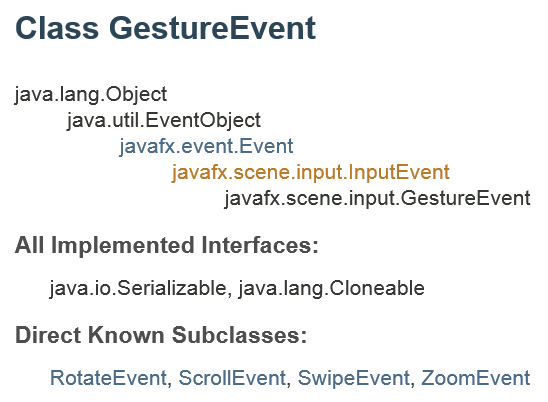 Class GestureEvent
java.lang.Object
java.util.EventObject
javafx.event.Event
javafx.scene.input.InputEvent
javafx.scene.input.GestureEvent
All Implemented Interfaces:
java.io.Serializable, java.lang.Cloneable
Direct Known Subclasses:
RotateEvent, ScrollEvent, SwipeEvent, ZoomEvent